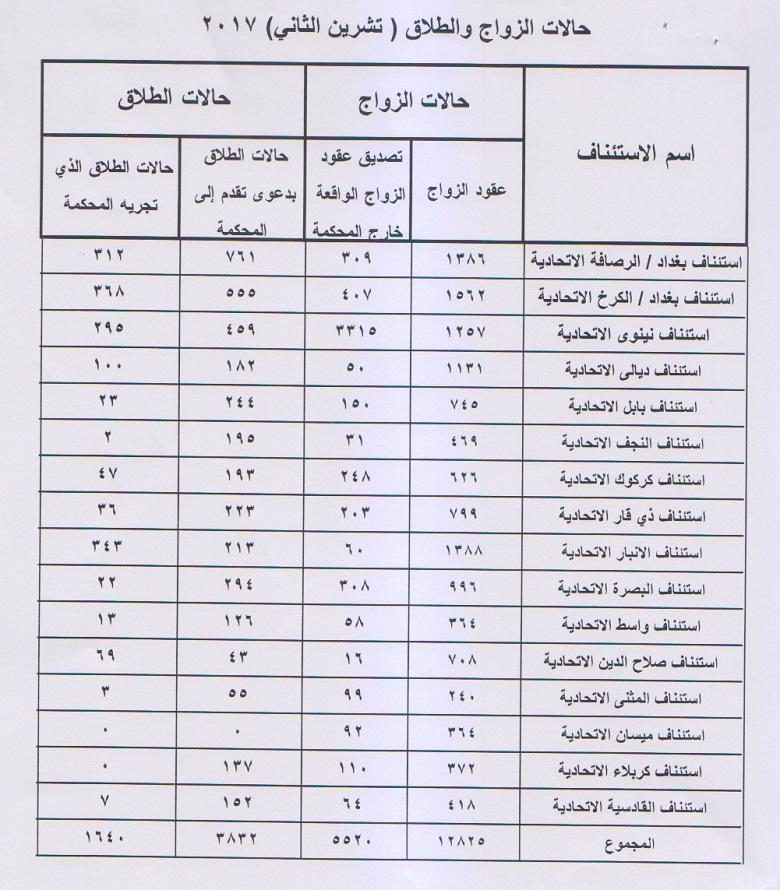 حالات الزواج والطلاق ( تشرين الثاني) ٢٠١٧
اسم الاستئناف | حالات الزواج | حالات الطلاق
عقود الزواج | تصديق عقود الزواج الواقعة خارج المحكمة | حالات الطلاق بدعوى تقدم إلى المحكمة | حالات الطلاق الذي تجريه المحكمة
استئناف بغداد / الرصافة الاتحادية | ١٣٨٦ | ٣٠٩ | ٧٦١ | ٣١٢
استئناف بغداد / الكرخ الاتحادية | ١٥٦٢ | ٤٠٧ | ٥٥٥ | ٣٦٨
استئناف نينوى الاتحادية | ١٢٥٧ | ٣٣١٥ | ٤٥٩ | ٢٩٥
استئناف ديالى الاتحادية | ١١٣١ | ٥٠ | ١٨٢ | ١٠٠
استئناف بابل الاتحادية | ٧٤٥ | ١٥٠ | ٢٤٤ | ٢٣
استئناف النجف الاتحادية | ٤٦٩ | ٣١ | ١٩٥ | ٢
استئناف كركوك الاتحادية | ٦٢٦ | ٢٤٨ | ١٩٣ | ٤٧
استئناف ذي قار الاتحادية | ٧٩٩ | ٢٠٣ | ٢٢٣ | ٣٦
استئناف الانبار الاتحادية | ١٣٨٨ | ٦٠ | ٢١٣ | ٣٤٣
استئناف البصرة الاتحادية | ٩٩٦ | ٣٠٨ | ٢٩٤ | ٢٢
استئناف واسط الاتحادية | ٣٦٤ | ٥٨ | ١٢٦ | ١٣
استئناف صلاح الدين الاتحادية | ٧٠٨ | ١٦ | ٤٣ | ٦٩
استئناف المثنى الاتحادية | ٢٤٠ | ٩٩ | ٥٥ | ٣
استئناف ميسان الاتحادية | ٣٦٤ | ٩٢ | ٠ | ٠
استئناف كربلاء الاتحادية | ٣٧٢ | ١١٠ | ١٣٧ | ٠
استئناف القادسية الاتحادية | ٤١٨ | ٦٤ | ١٥٢ | ٧
المجموع | ١٢٨٢٥ | ٥٥٢٠ | ٣٨٣٢ | ١٦٤٠